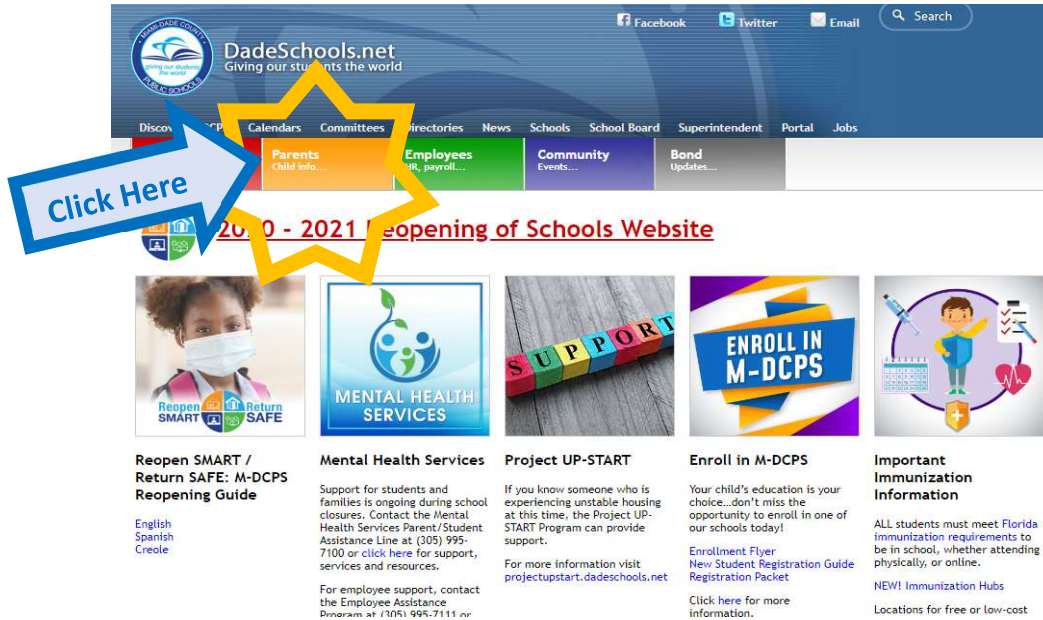 Facebook
Twitter
Email
Search
MIAMI-DADE COUNTY
giving our students
the world
PUBLIC SCHOOLS
DadeSchools.net
Giving our students the world
Calendars Committees Directories News Schools School Board Superintendent Portal Jobs
Parents
Child info...
Employees
HR, payroll...
Community
Events...
Bond
Updates...
Click Here
2020 - 2021 Reopening of Schools Website
Reopen Return
SMART SAFE
MENTAL HEALTH
SERVICES
SUPPORT
ENROLL IN
M-DCPS
Reopen SMART /
Return SAFE: M-DCPS
Reopening Guide
English
Spanish
Creole
Mental Health Services
Support for students and
families is ongoing during school
closures. Contact the Mental
Health Services Parent/Student
Assistance Line at (305) 995-
7100 or click here for support,
services and resources.
For employee support, contact
the Employee Assistance
Program at (305) 995-7111 or
Project UP-START
If you know someone who is
experiencing unstable housing
at this time, the Project UP-
START Program can provide
support.
For more information visit
projectupstart.dadeschools.net
Enroll in M-DCPS
Your child's education is your
choice...don't miss the
opportunity to enroll in one of
our schools today!
Enrollment Flyer
New Student Registration Guide
Registration Packet
Click here for more
information.
Important
Immunization
Information
ALL students must meet Florida
immunization requirements to
be in school, whether attending
physically, or online.
NEW! Immunization Hubs
Locations for free or low-cost